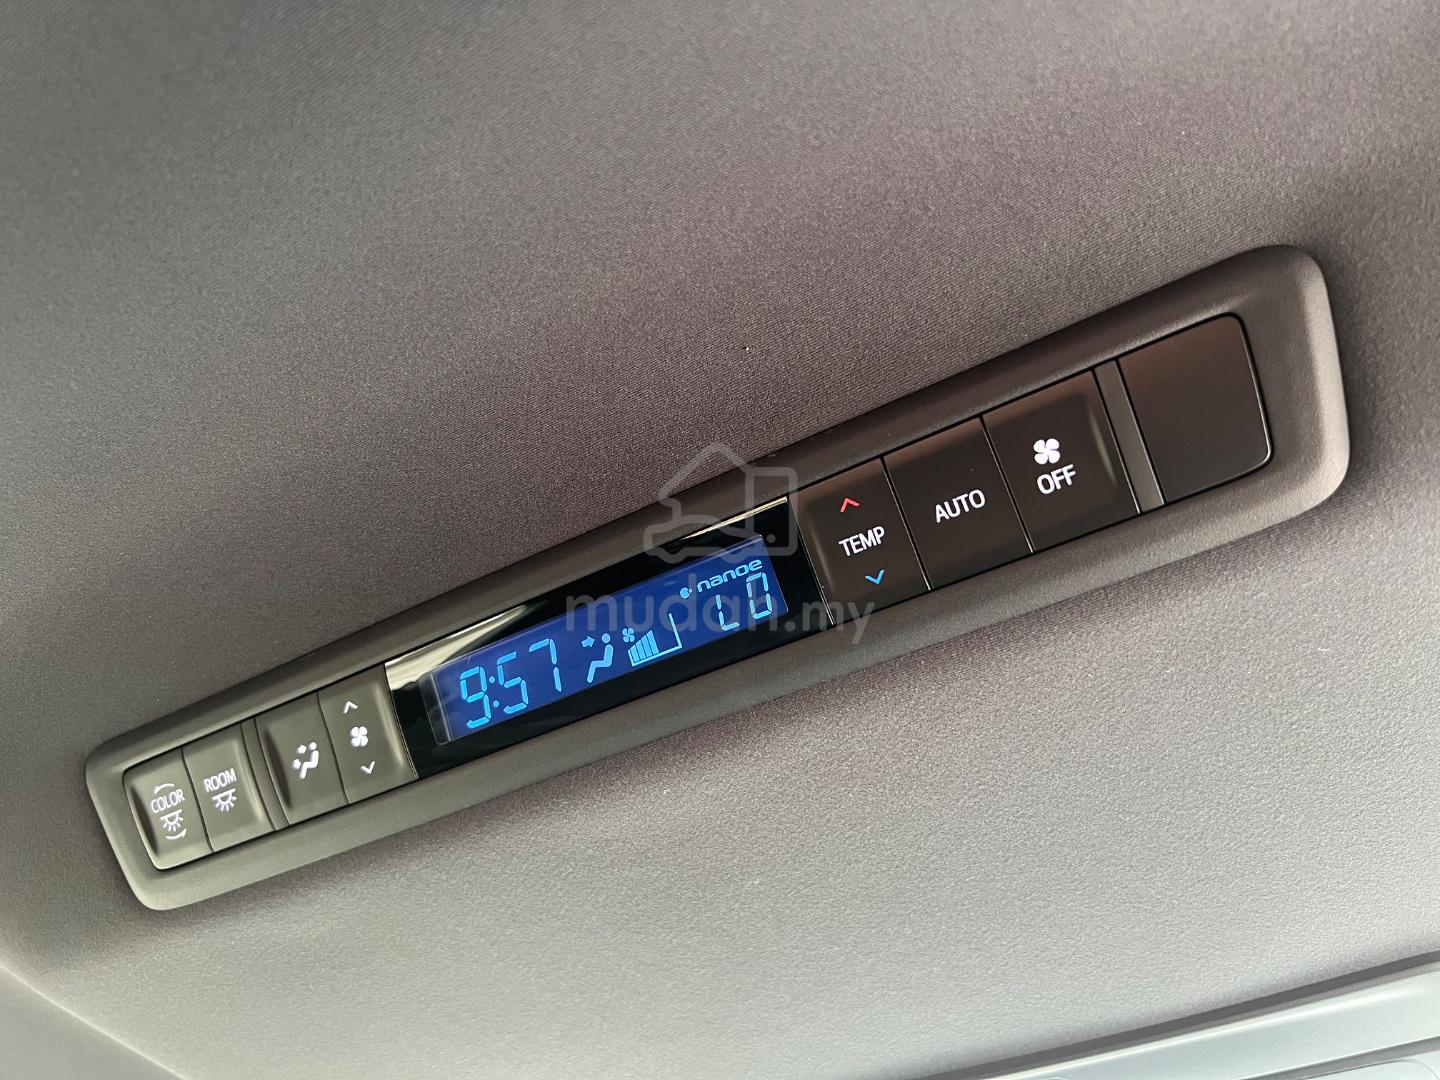 COLOR
ROOM
9:57
nanoe
LO
TEMP
AUTO
OFF
mudah.my